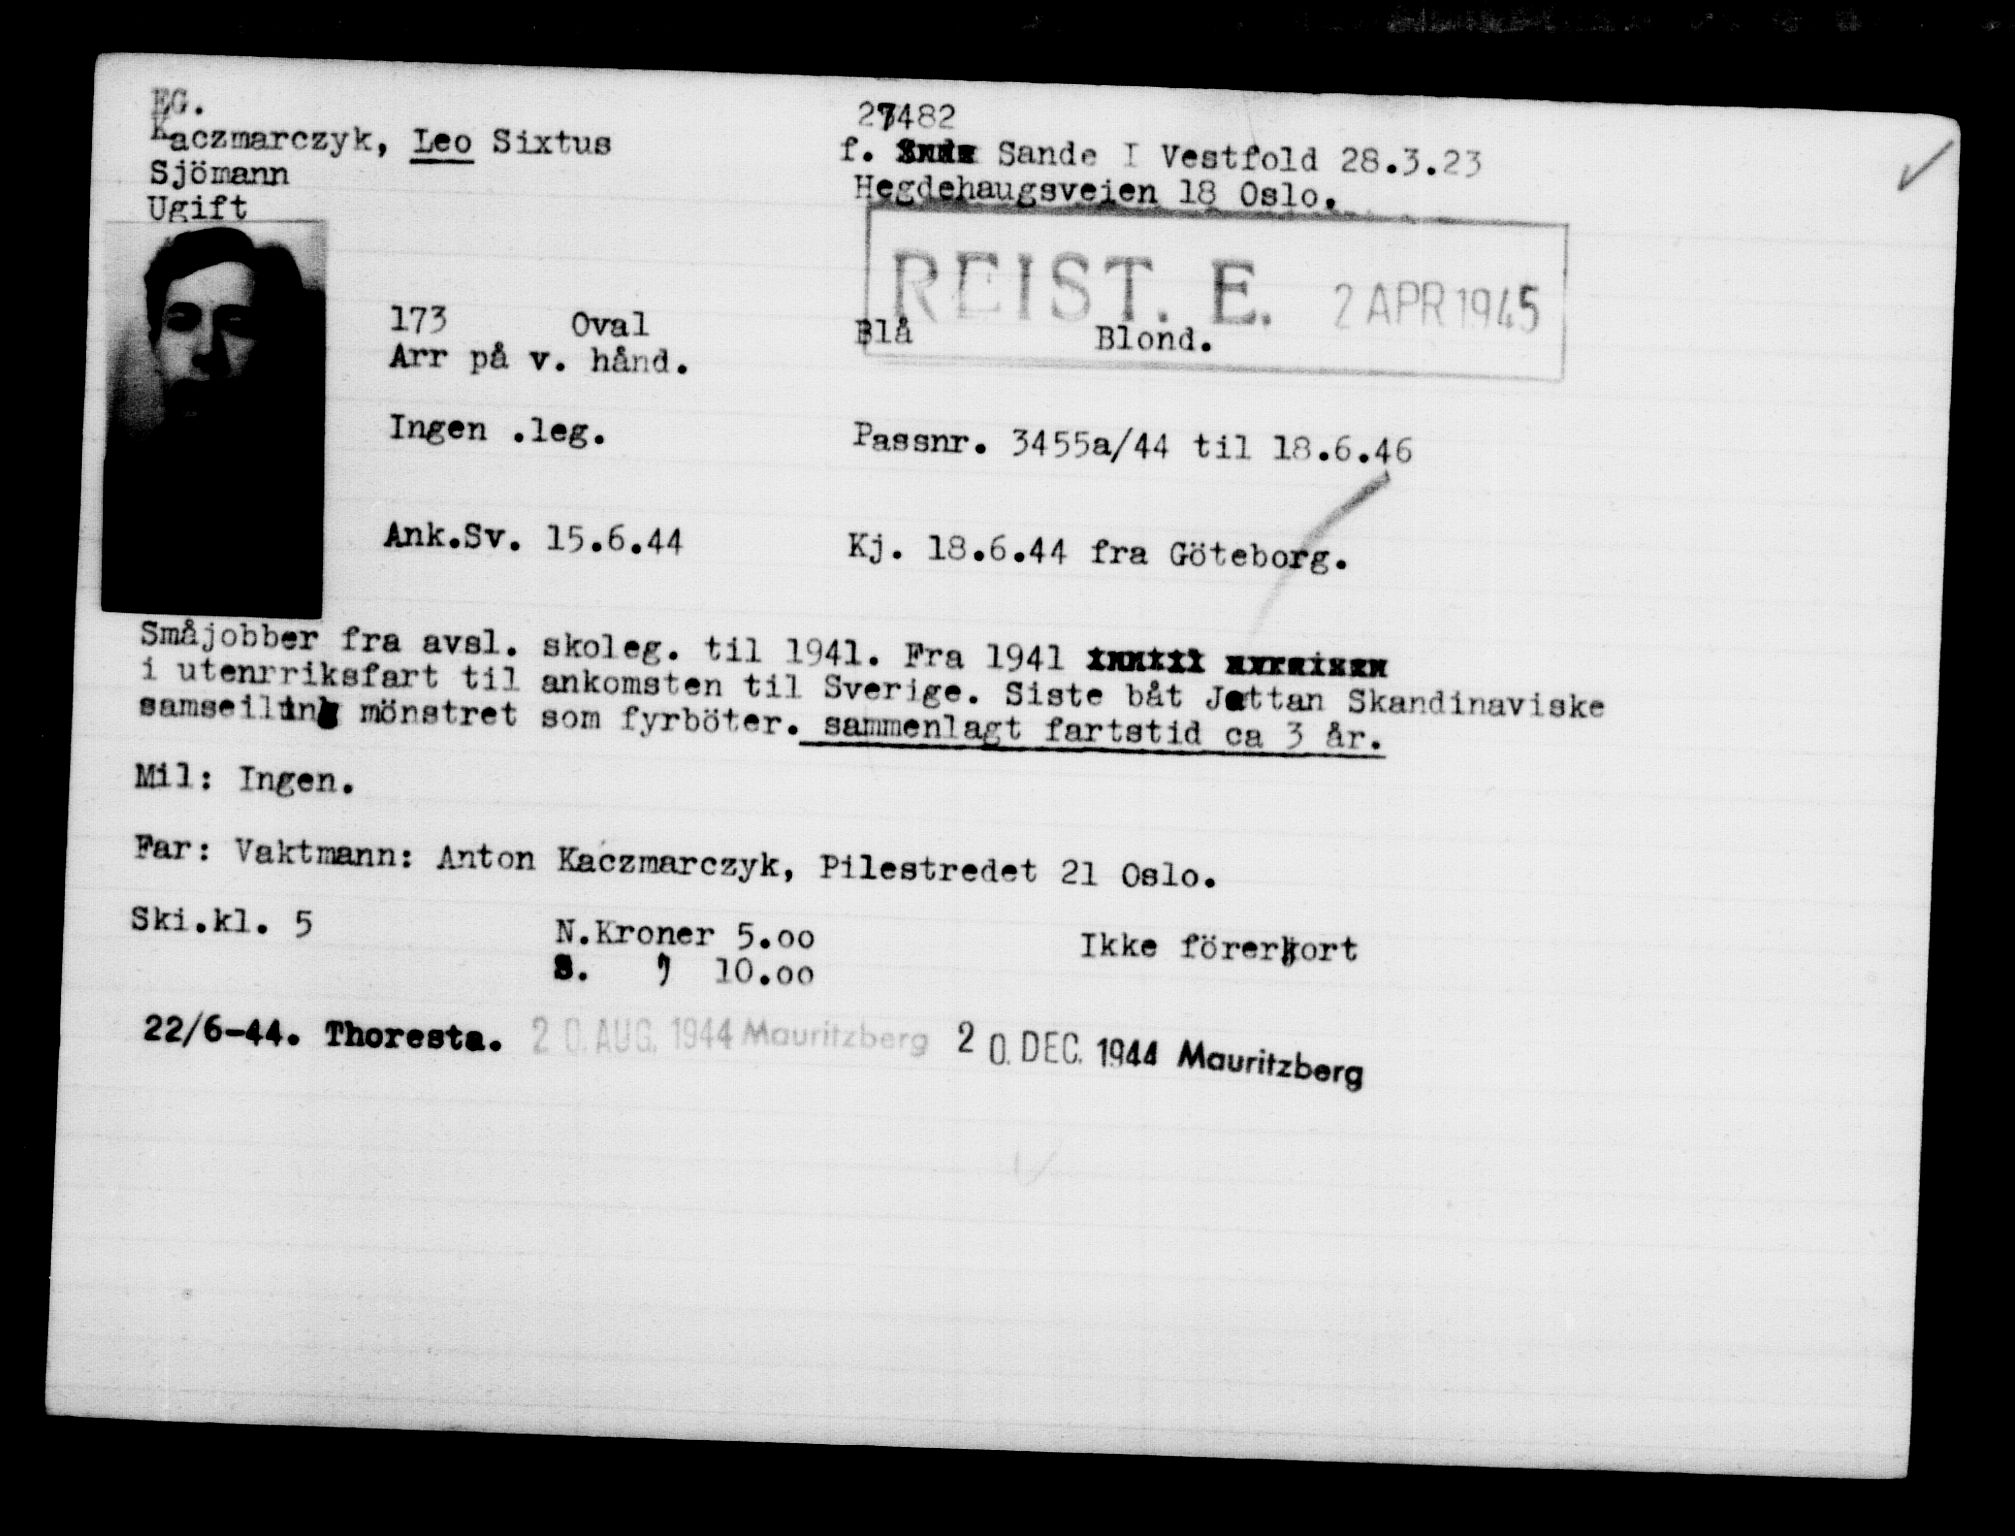 EG.
27482
Kaczmarczyk, Leo Sixtus
f. Sande I Vestfold 28.3.23
Sjömann
Hegdehaugsveien 18 Oslo.
Ugift
REIST. E. 2 APR 1945
173 Oval Blå Blond.
Arr på v. hånd.
Ingen .leg. Passnr. 3455a/44 til 18.6.46
Ank.Sv. 15.6.44 Kj. 18.6.44 fra Göteborg.
Småjobber fra avsl. skoleg. til 1941. Fra 1941
i utenrriksfart til ankomsten til Sverige. Siste båt Jattan Skandinaviske
samseiling mönstret som fyrböter. sammenlagt fartstid ca 3 år.
Mil: Ingen.
Far: Vaktmann: Anton Kaczmarczyk, Pilestredet 21 Oslo.
Ski.kl. 5 N.Kroner 5.oo Ikke förerkort
S. " 10.oo
22/6-44. Thoresta. 20. AUG. 1944 Mauritzberg 20. DEC. 1944 Mauritzberg